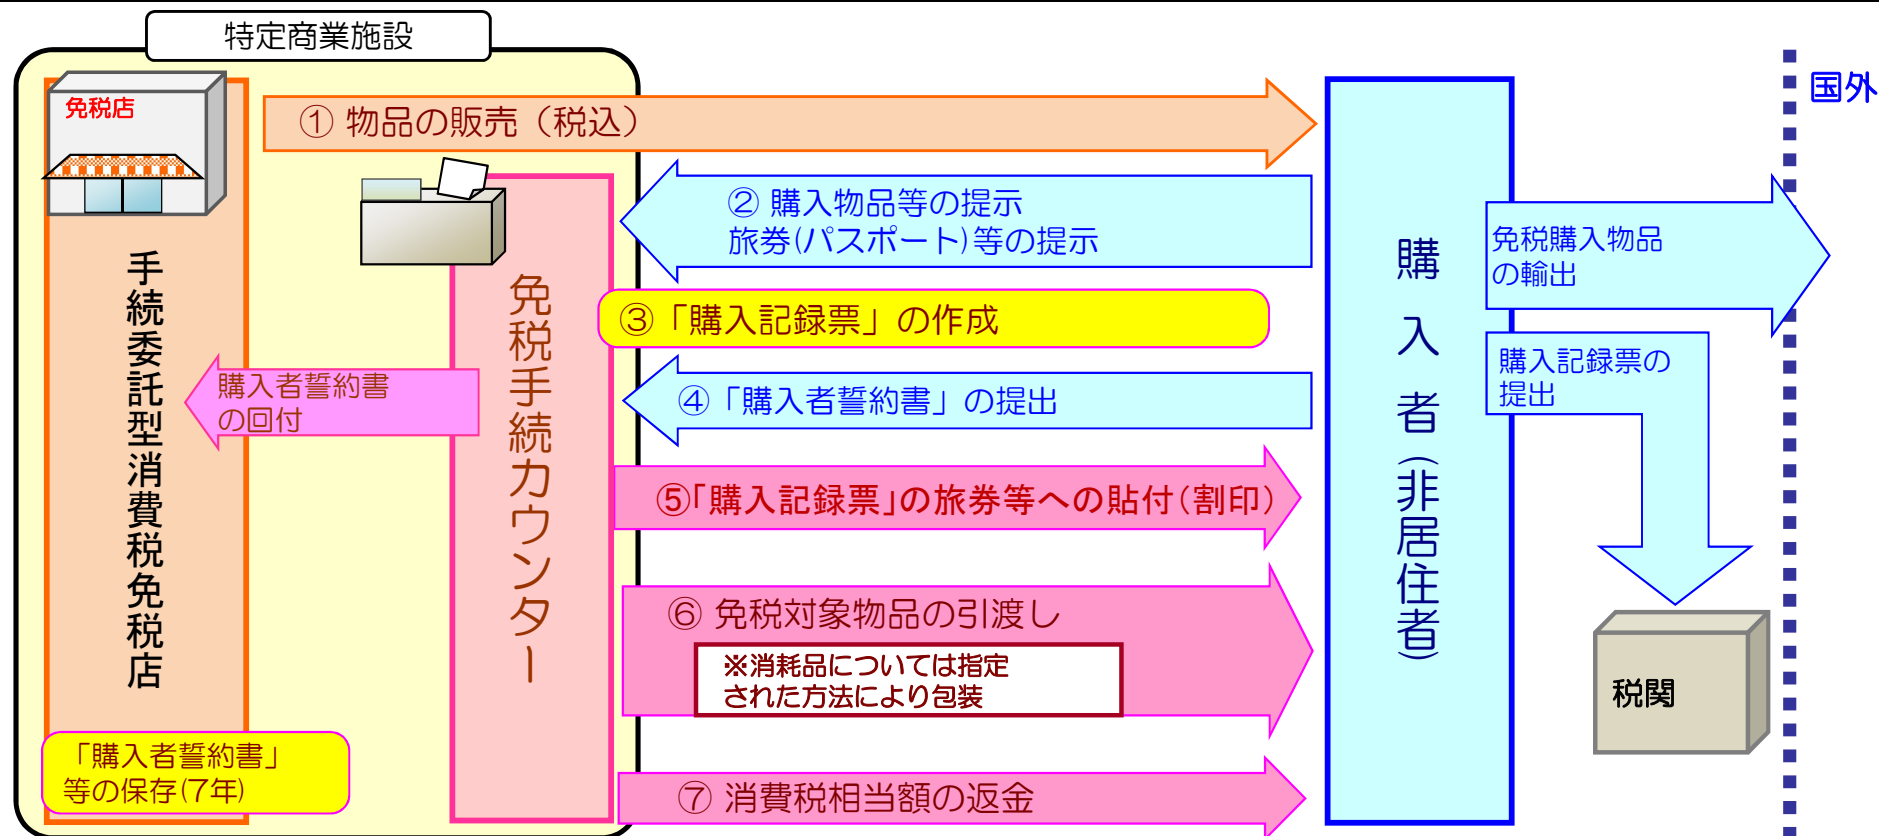 特定商業施設
免税店
国外
① 物品の販売（税込）
② 購入物品等の提示
旅券(パスポート)等の提示
免税購入物品
の輸出
③「購入記録票」の作成
購入記録票の
提出
購入者誓約書
の回付
④「購入者誓約書」の提出
手続委託型消費税免税店
免税手続カウンター
購入者(非居住者)
⑤「購入記録票」の旅券等への貼付(割印)
⑥ 免税対象物品の引渡し
※消耗品については指定
された方法により包装
税関
「購入者誓約書」
等の保存(7年)
⑦ 消費税相当額の返金